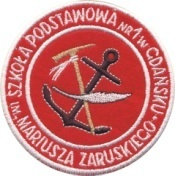 SZKOŁA PODSTAWOWA NR 1 W GDAŃSKU
IM. MARIUSZA ZARUSKIEGO